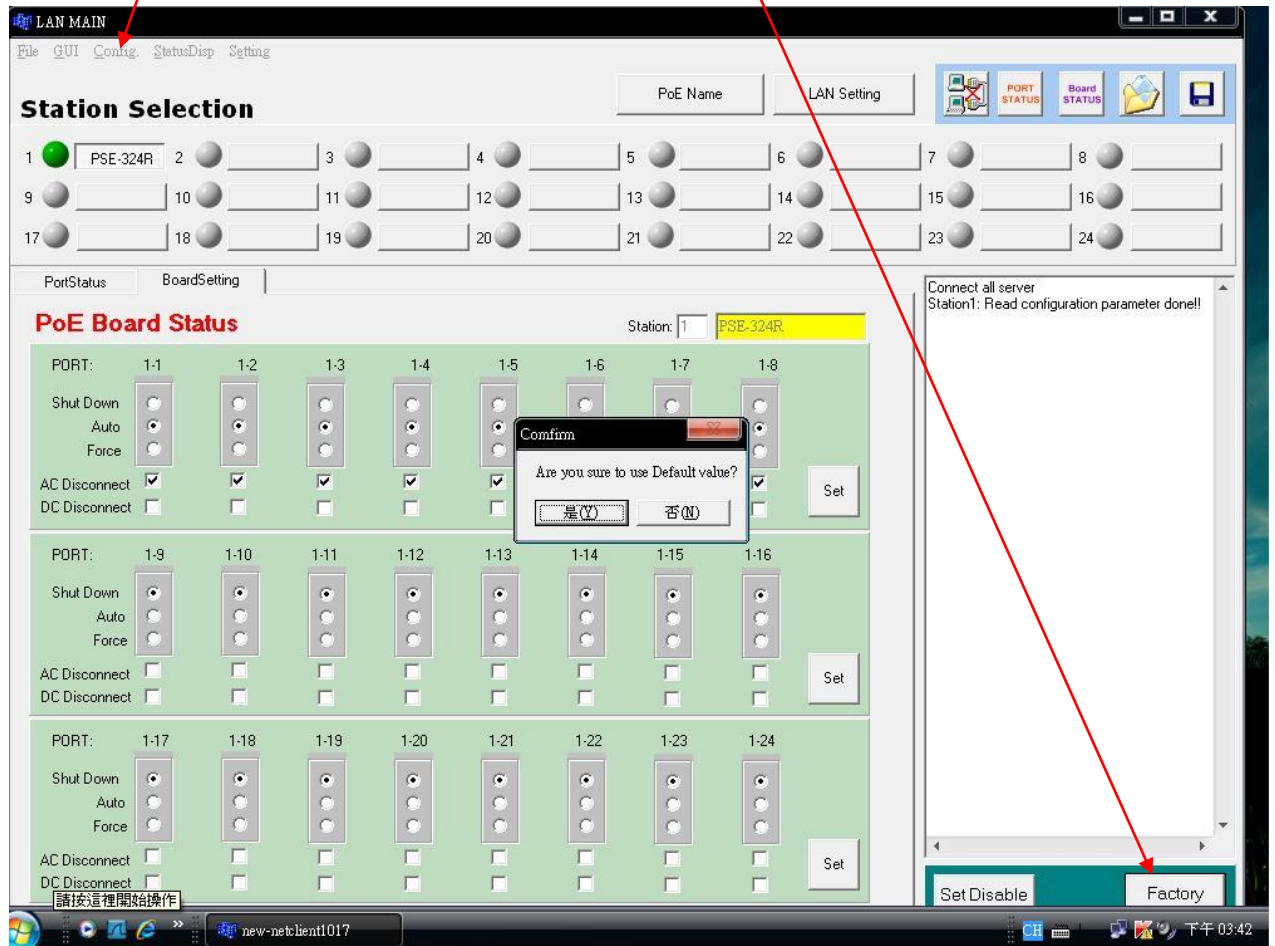 LAN MAIN
File GUI Config. StatusDisp Setting
Station Selection
PoE Name LAN Setting PORT STATUS Board STATUS
1 PSE-324R 2 3 4 5 6 7 8
9 10 11 12 13 14 15 16
17 18 19 20 21 22 23 24
PortStatus BoardSetting
PoE Board Status Station: 1 PSE-324R
PORT: 1-1 1-2 1-3 1-4 1-5 1-6 1-7 1-8
Shut Down
Auto
Force
AC Disconnect
DC Disconnect
Set
Comfirm
Are you sure to use Default value?
是(Y) 否(N)
PORT: 1-9 1-10 1-11 1-12 1-13 1-14 1-15 1-16
Shut Down
Auto
Force
AC Disconnect
DC Disconnect
Set
PORT: 1-17 1-18 1-19 1-20 1-21 1-22 1-23 1-24
Shut Down
Auto
Force
AC Disconnect
DC Disconnect
Set
請按這裡開始操作
Connect all server
Station1: Read configuration parameter done!!
Set Disable Factory
new-netclient1017 CH 下午 03:42